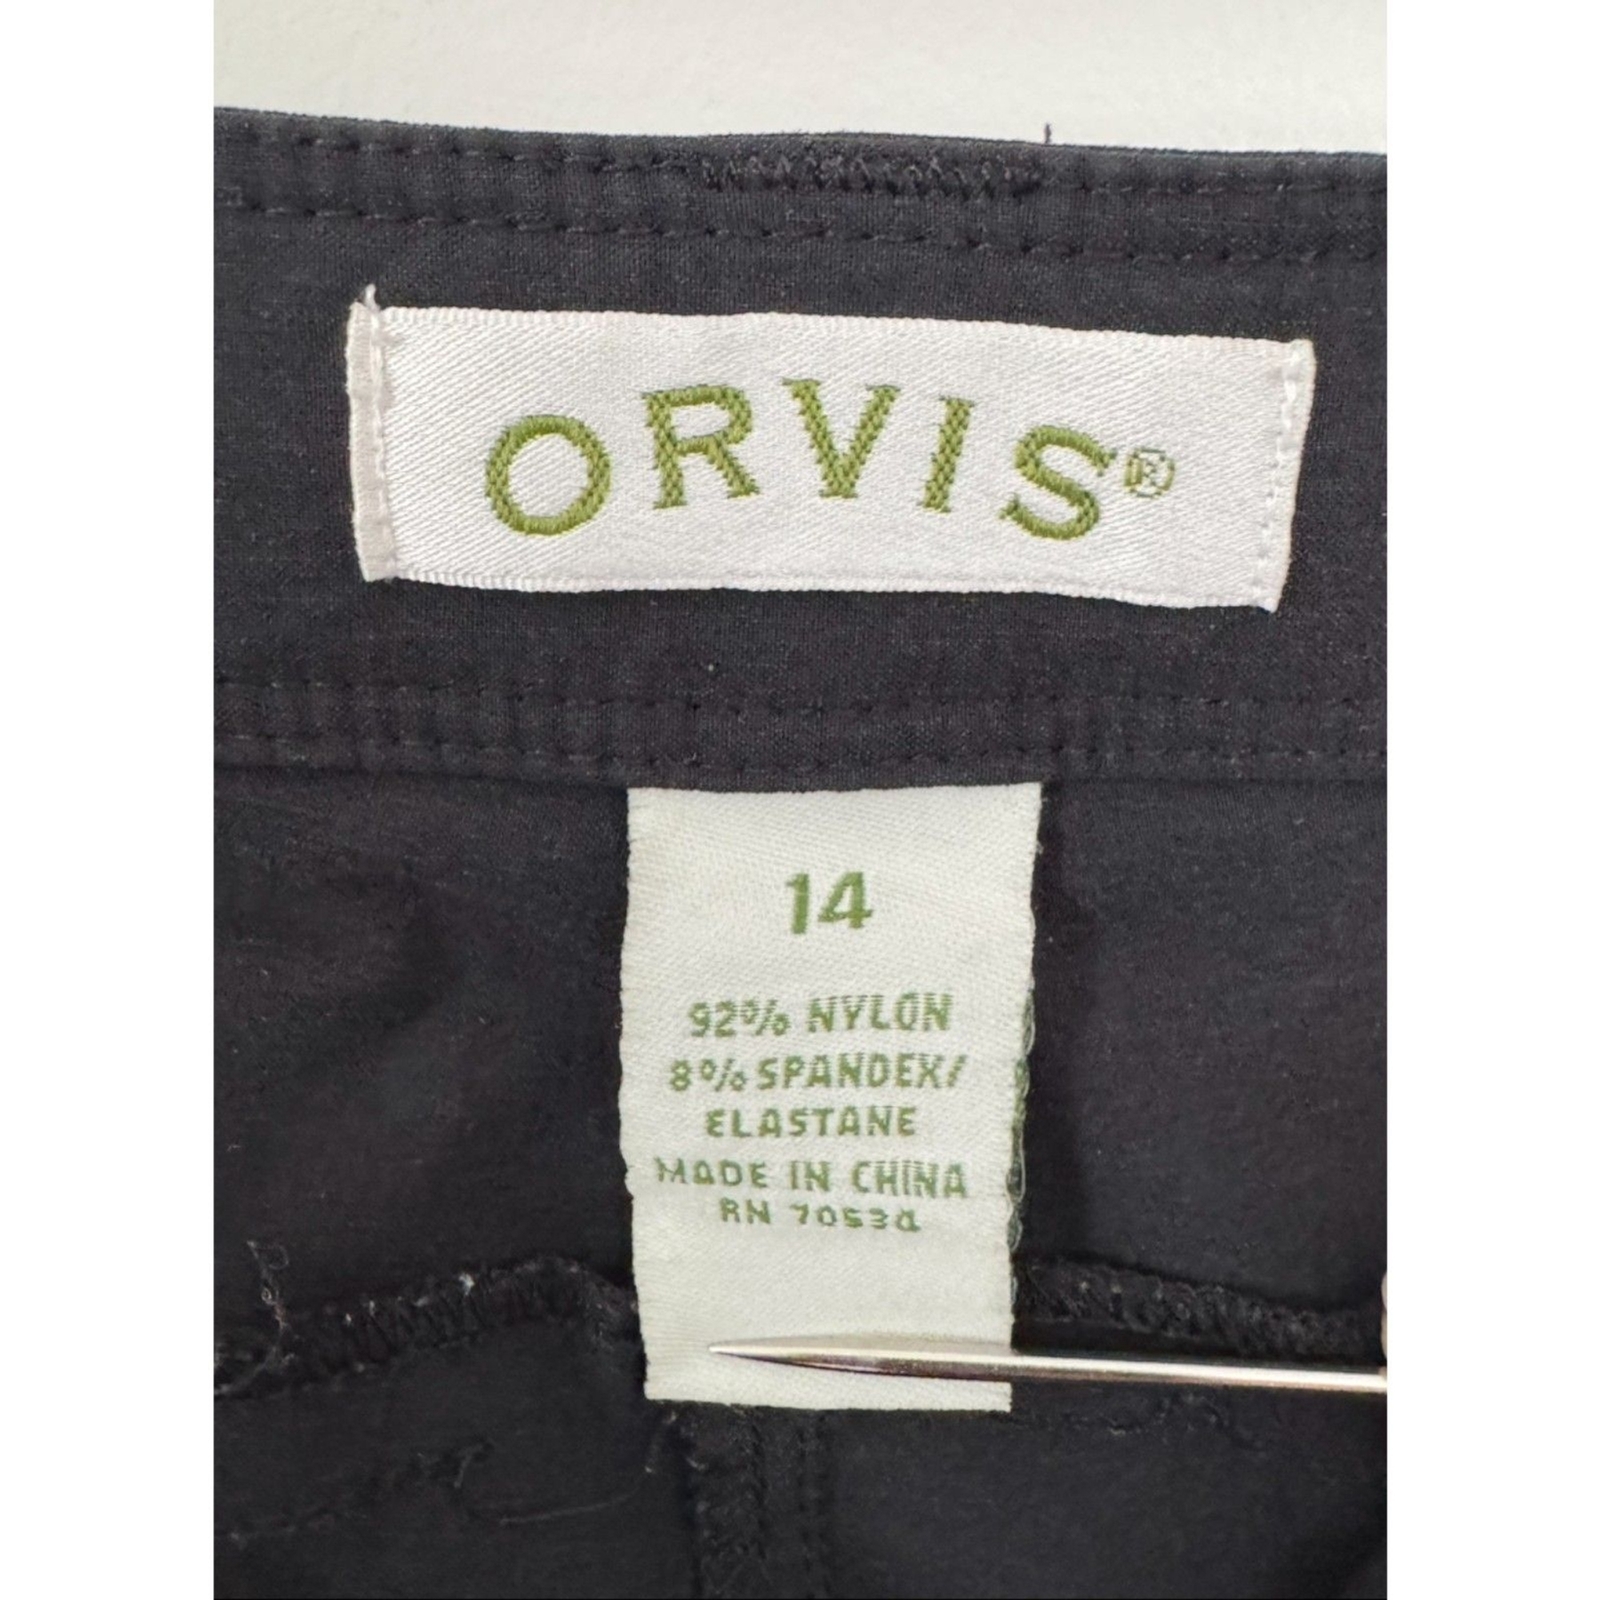 ORVIS®
14
92% NYLON
8% SPANDEX/
ELASTANE
MADE IN CHINA
RN 70534